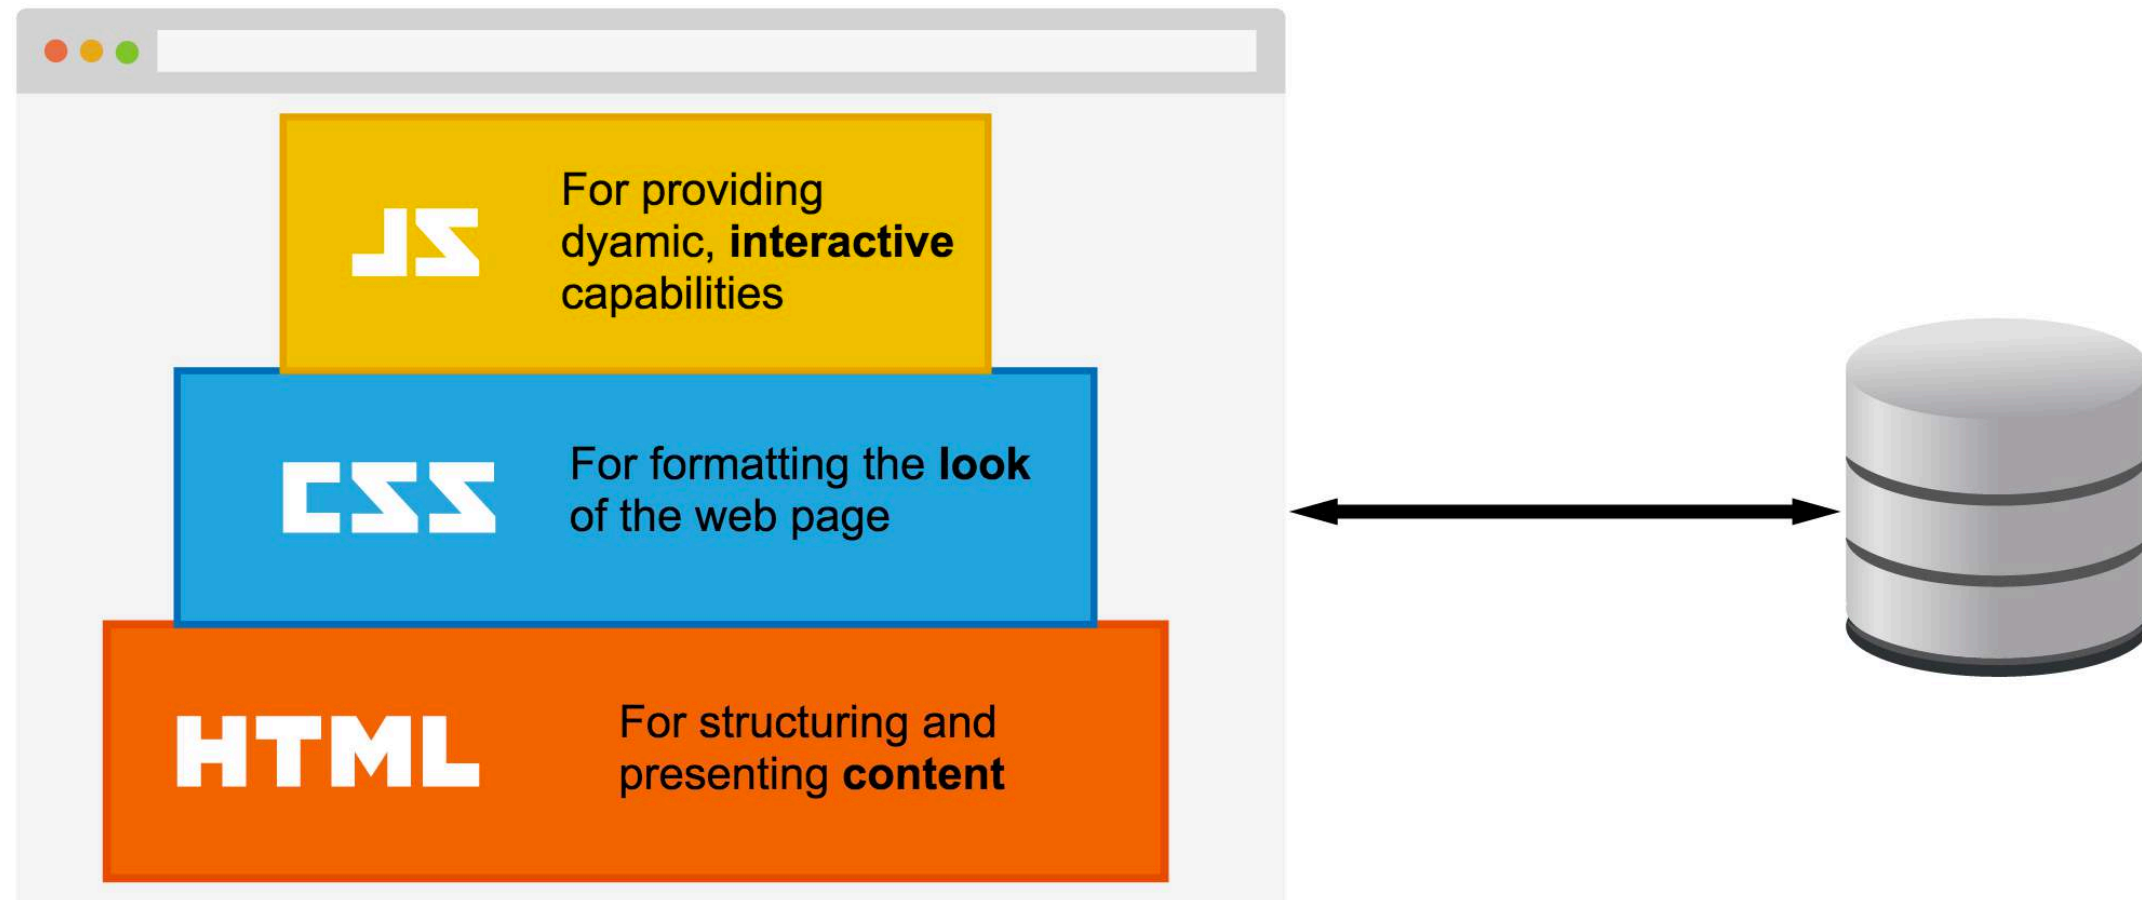 JS
For providing
dyamic, interactive
capabilities
CSS
For formatting the look
of the web page
HTML
For structuring and
presenting content